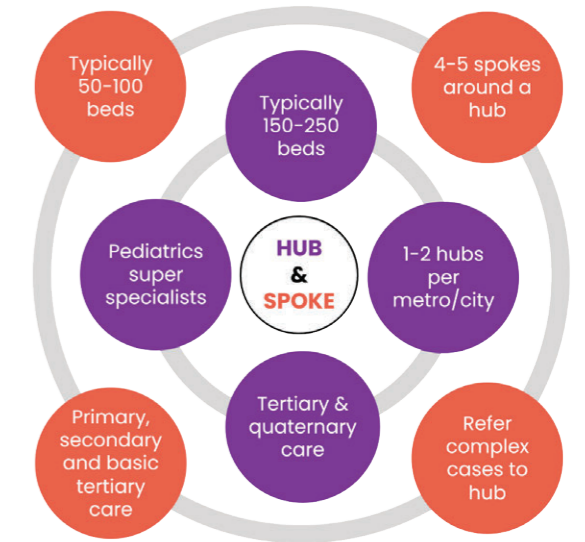 Typically
50-100
beds
4-5 spokes
around a
hub
Typically
150-250
beds
Pediatrics
super
specialists
HUB
&
SPOKE
1-2 hubs
per
metro/city
Tertiary &
quaternary
care
Primary,
secondary
and basic
tertiary
care
Refer
complex
cases to
hub